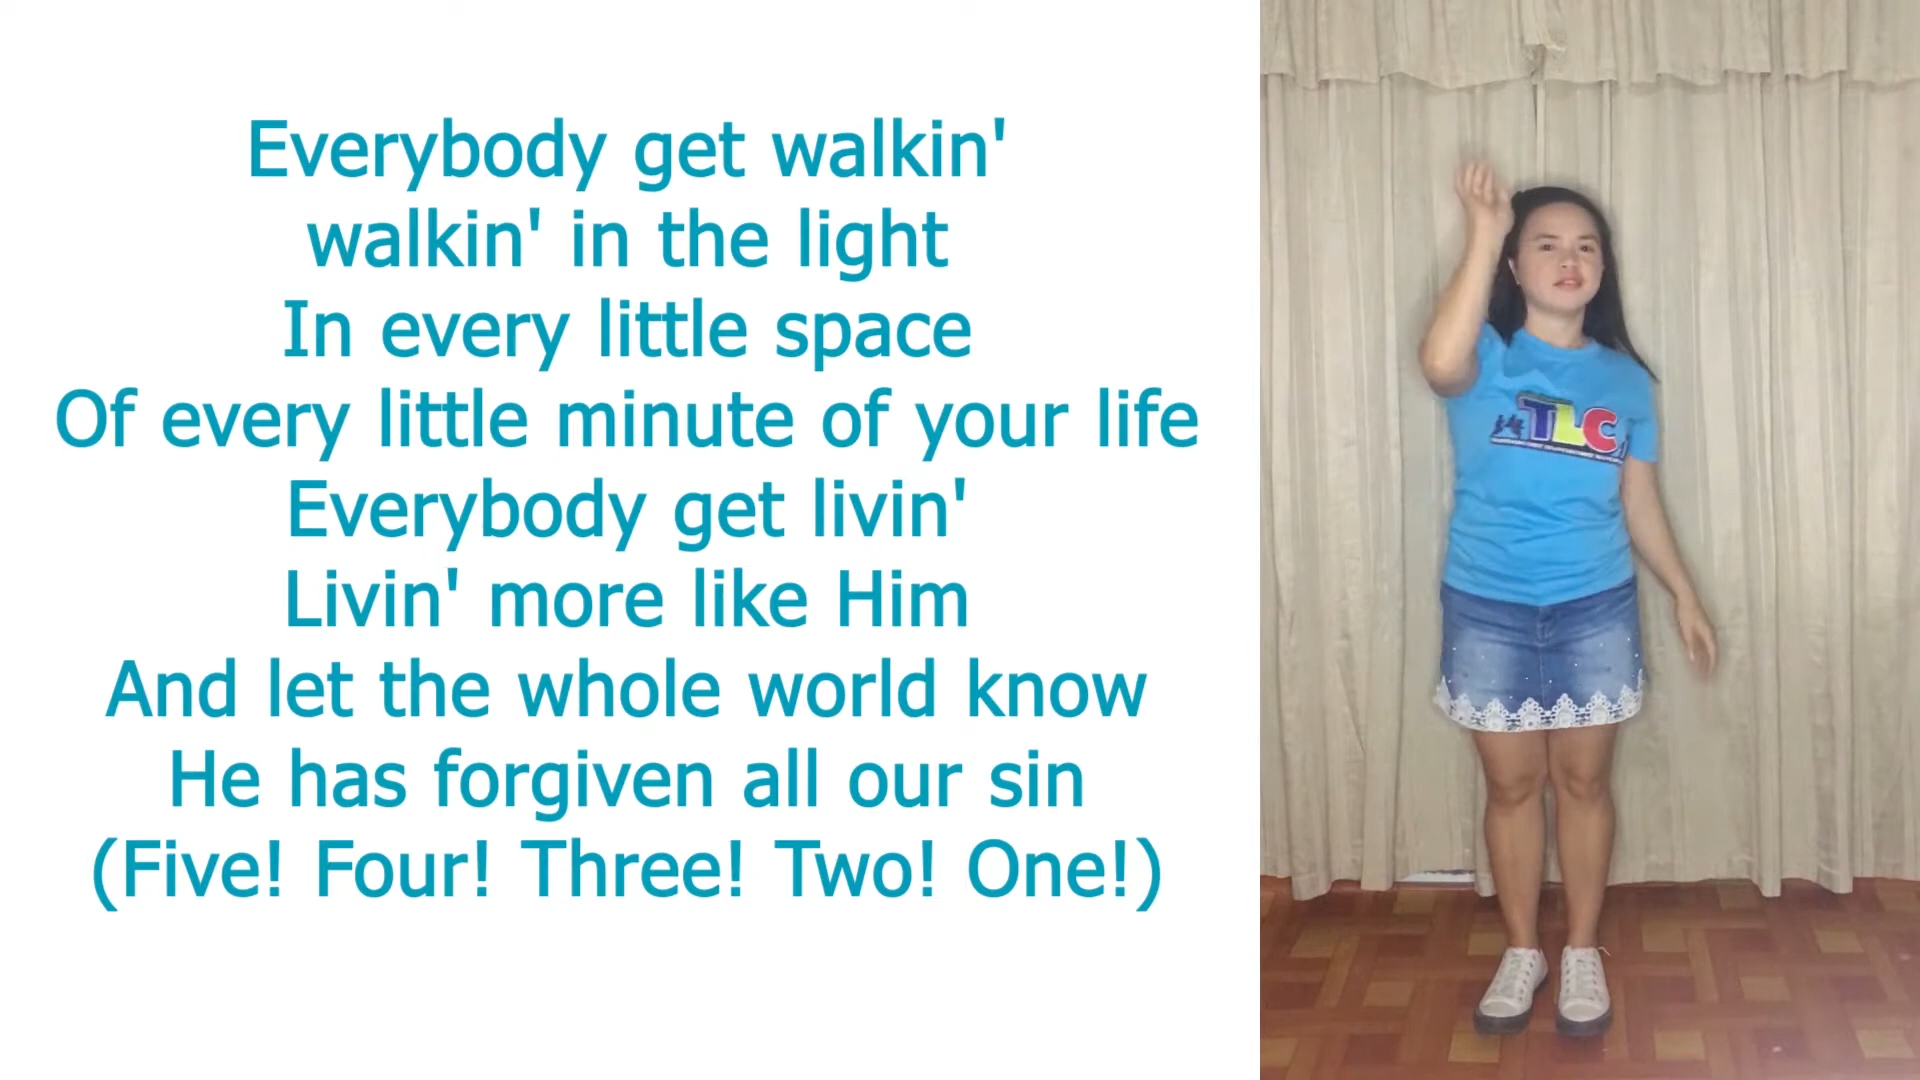 Everybody get walkin'
walkin' in the light
In every little space
Of every little minute of your life
Everybody get livin'
Livin' more like Him
And let the whole world know
He has forgiven all our sin
(Five! Four! Three! Two! One!)
TLC